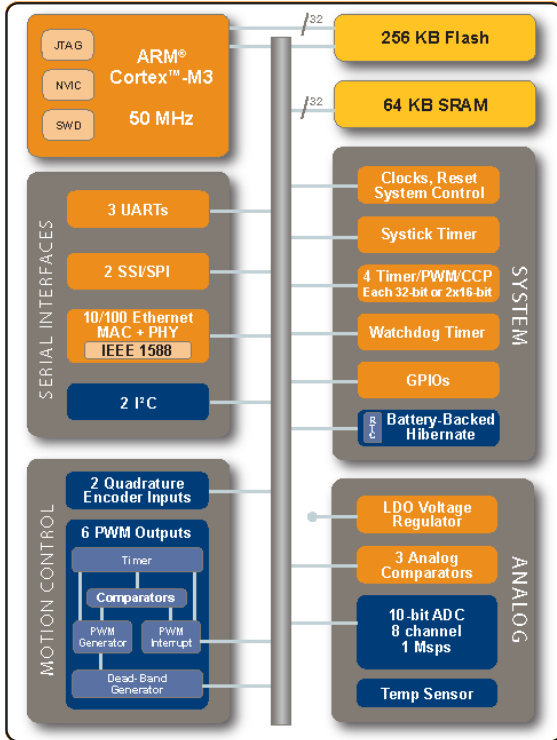 JTAG
NVIC
SWD
ARM®
Cortex™-M3
50 MHz
32
256 KB Flash
32
64 KB SRAM
SERIAL INTERFACES
3 UARTs
2 SSI/SPI
10/100 Ethernet
MAC + PHY
IEEE 1588
2 I²C
SYSTEM
Clocks, Reset
System Control
Systick Timer
4 Timer/PWM/CCP
Each 32-bit or 2x16-bit
Watchdog Timer
GPIOs
RTC
Battery-Backed
Hibernate
MOTION CONTROL
2 Quadrature
Encoder Inputs
6 PWM Outputs
Timer
Comparators
PWM
Generator
PWM
Interrupt
Dead-Band
Generator
ANALOG
LDO Voltage
Regulator
3 Analog
Comparators
10-bit ADC
8 channel
1 Msps
Temp Sensor